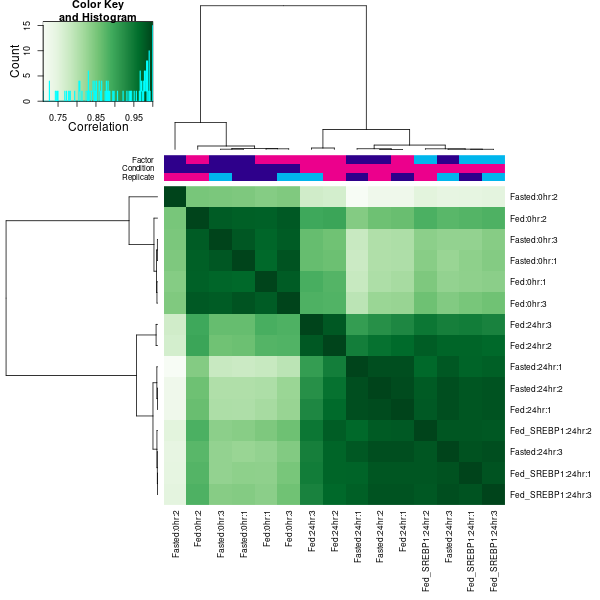 Color Key
and Histogram
Count
0 5 10 15
0.75 0.85 0.95
Correlation
Factor
Condition
Replicate
Fasted:0hr:2
Fed:0hr:2
Fasted:0hr:3
Fasted:0hr:1
Fed:0hr:1
Fed:0hr:3
Fed:24hr:3
Fed:24hr:2
Fasted:24hr:1
Fasted:24hr:2
Fed:24hr:1
Fed_SREBP1:24hr:2
Fasted:24hr:3
Fed_SREBP1:24hr:1
Fed_SREBP1:24hr:3
Fasted:0hr:2
Fed:0hr:2
Fasted:0hr:3
Fasted:0hr:1
Fed:0hr:1
Fed:0hr:3
Fed:24hr:3
Fed:24hr:2
Fasted:24hr:1
Fasted:24hr:2
Fed:24hr:1
Fed_SREBP1:24hr:2
Fasted:24hr:3
Fed_SREBP1:24hr:1
Fed_SREBP1:24hr:3